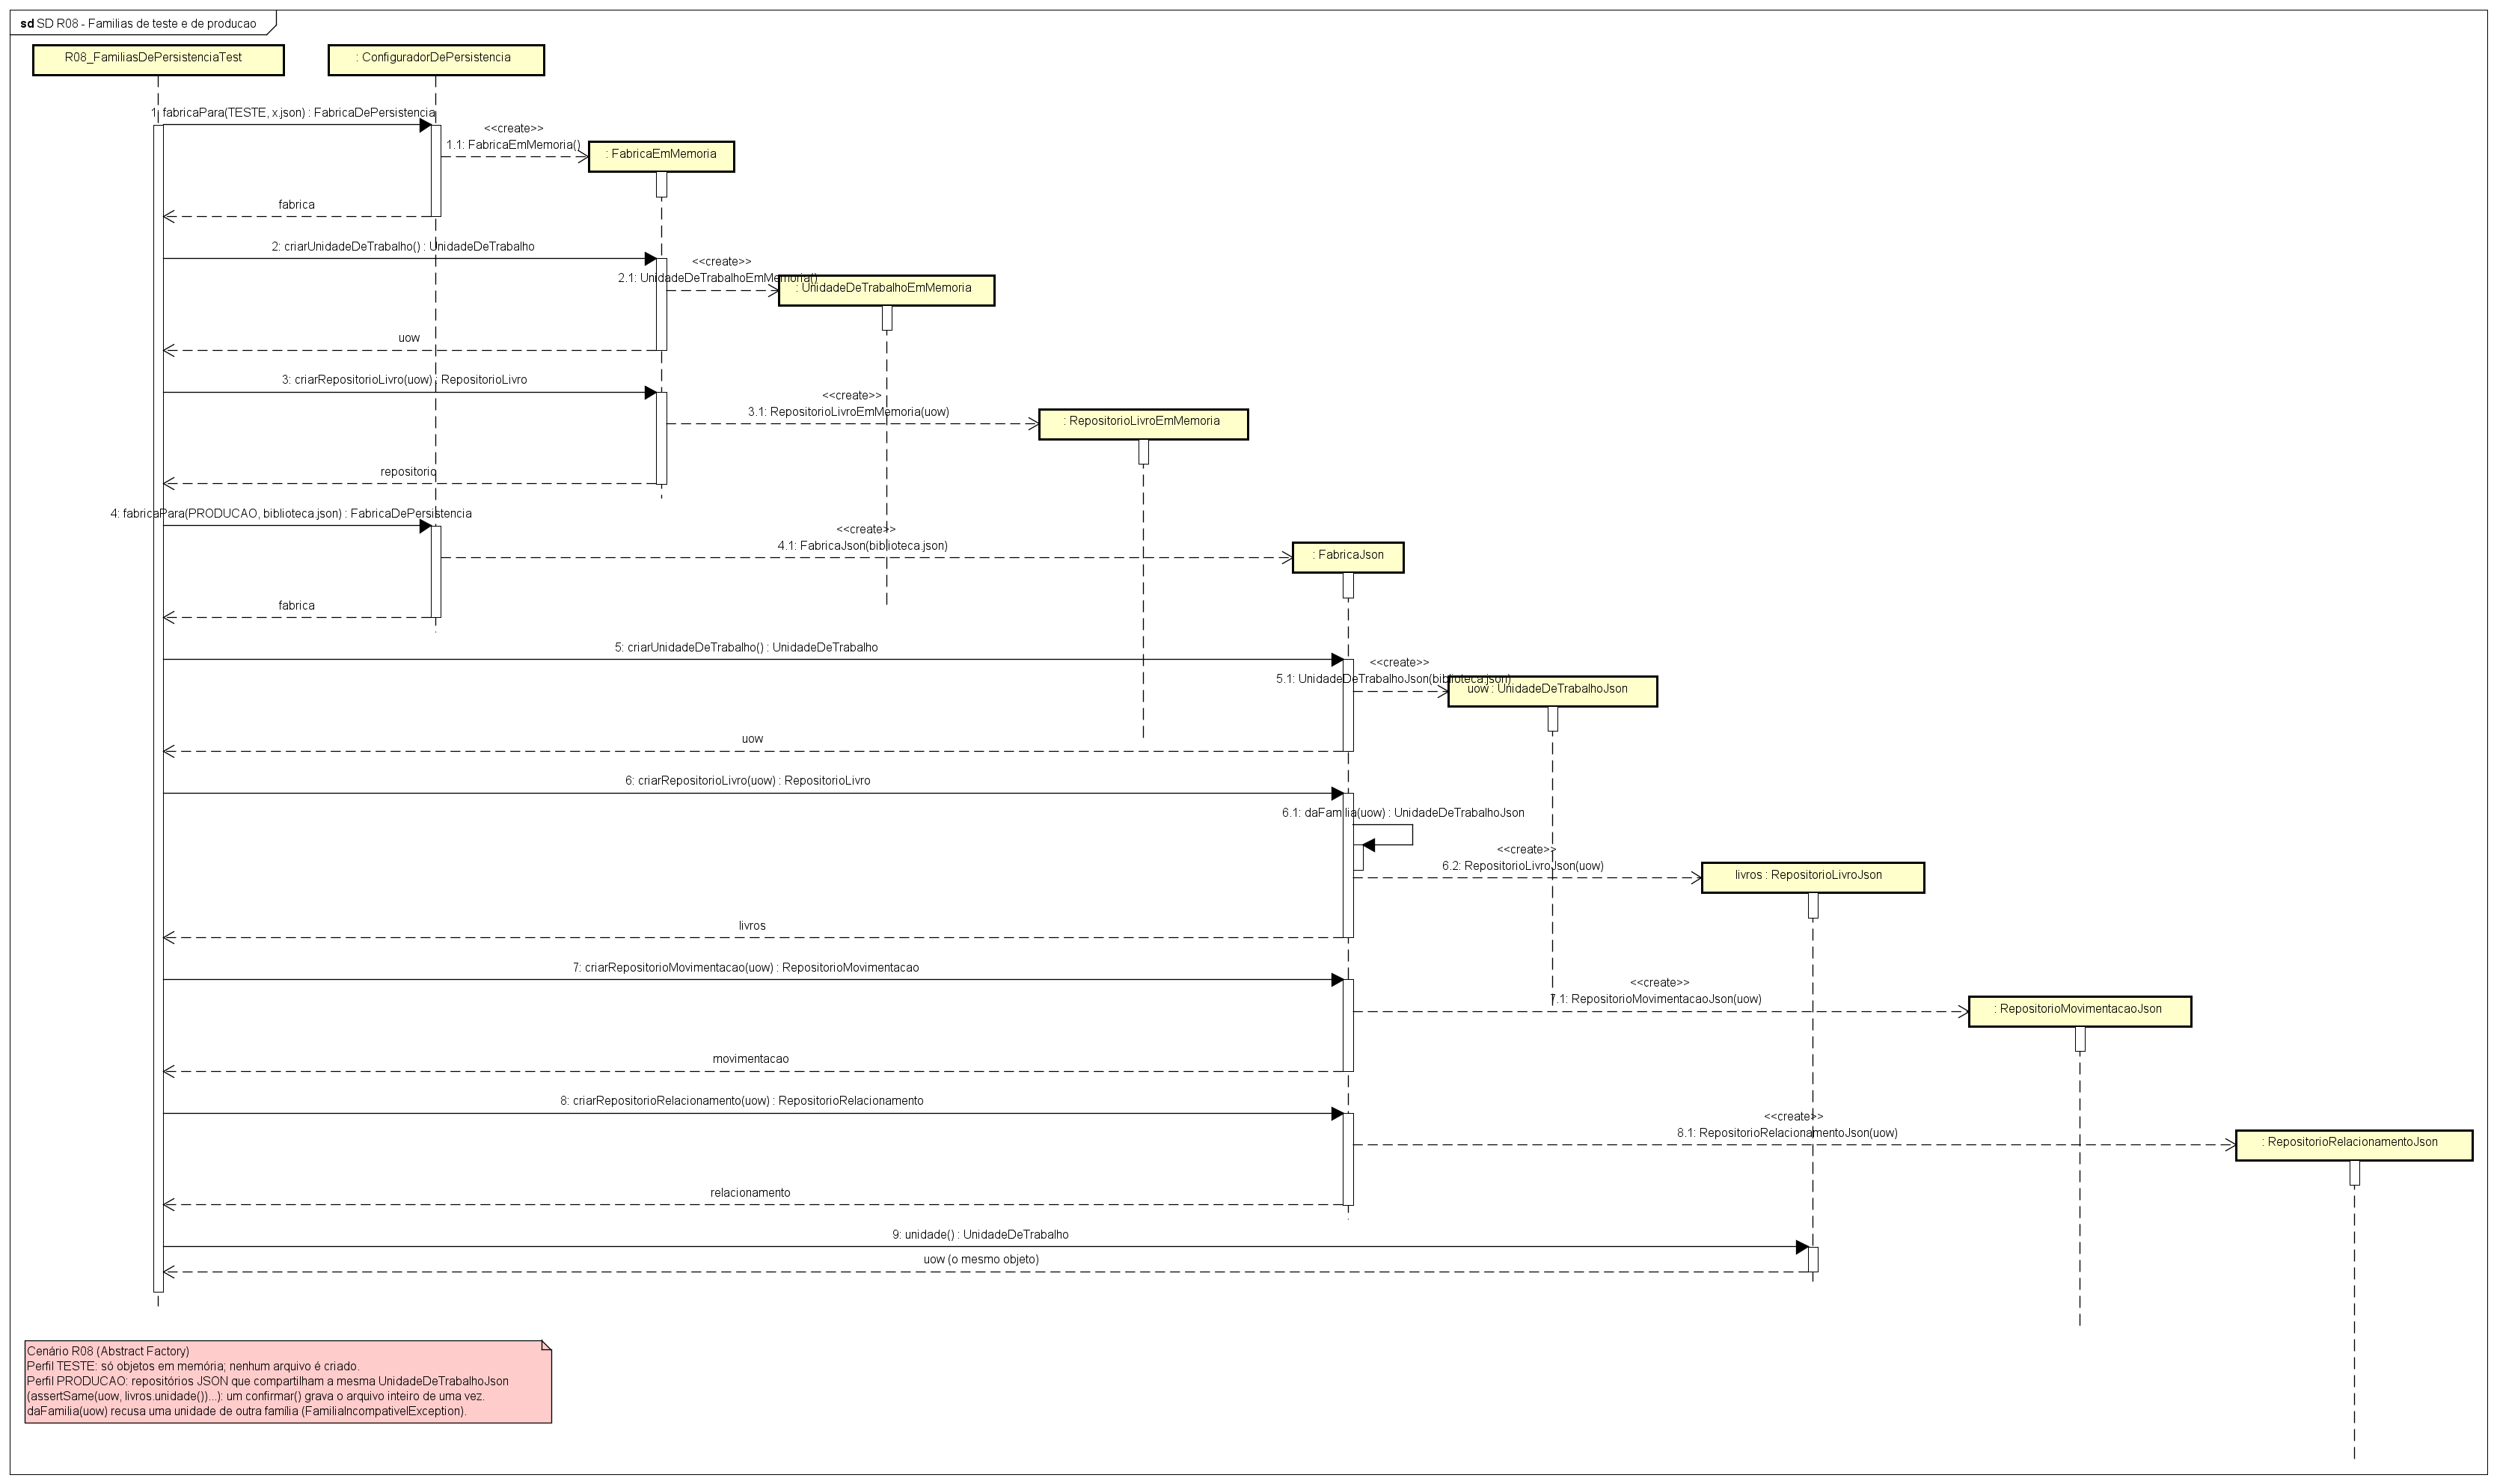 sd SD R08 - Familias de teste e de producao
R08_FamiliasDePersistenciaTest
: ConfiguradorDePersistencia
1: fabricaPara(TESTE, x.json) : FabricaDePersistencia
<<create>>
1.1: FabricaEmMemoria()
: FabricaEmMemoria
fabrica
2: criarUnidadeDeTrabalho() : UnidadeDeTrabalho
<<create>>
2.1: UnidadeDeTrabalhoEmMemoria()
: UnidadeDeTrabalhoEmMemoria
uow
3: criarRepositorioLivro(uow) : RepositorioLivro
<<create>>
3.1: RepositorioLivroEmMemoria(uow)
: RepositorioLivroEmMemoria
repositorio
4: fabricaPara(PRODUCAO, biblioteca.json) : FabricaDePersistencia
<<create>>
4.1: FabricaJson(biblioteca.json)
: FabricaJson
fabrica
5: criarUnidadeDeTrabalho() : UnidadeDeTrabalho
<<create>>
5.1: UnidadeDeTrabalhoJson(biblioteca.json)
uow : UnidadeDeTrabalhoJson
uow
6: criarRepositorioLivro(uow) : RepositorioLivro
6.1: daFamilia(uow) : UnidadeDeTrabalhoJson
<<create>>
6.2: RepositorioLivroJson(uow)
livros : RepositorioLivroJson
livros
7: criarRepositorioMovimentacao(uow) : RepositorioMovimentacao
<<create>>
7.1: RepositorioMovimentacaoJson(uow)
: RepositorioMovimentacaoJson
movimentacao
8: criarRepositorioRelacionamento(uow) : RepositorioRelacionamento
<<create>>
8.1: RepositorioRelacionamentoJson(uow)
: RepositorioRelacionamentoJson
relacionamento
9: unidade() : UnidadeDeTrabalho
uow (o mesmo objeto)
Cenário R08 (Abstract Factory)
Perfil TESTE: só objetos em memória; nenhum arquivo é criado.
Perfil PRODUCAO: repositórios JSON que compartilham a mesma UnidadeDeTrabalhoJson
(assertSame(uow, livros.unidade())...): um confirmar() grava o arquivo inteiro de uma vez.
daFamilia(uow) recusa uma unidade de outra família (FamiliaIncompativelException).